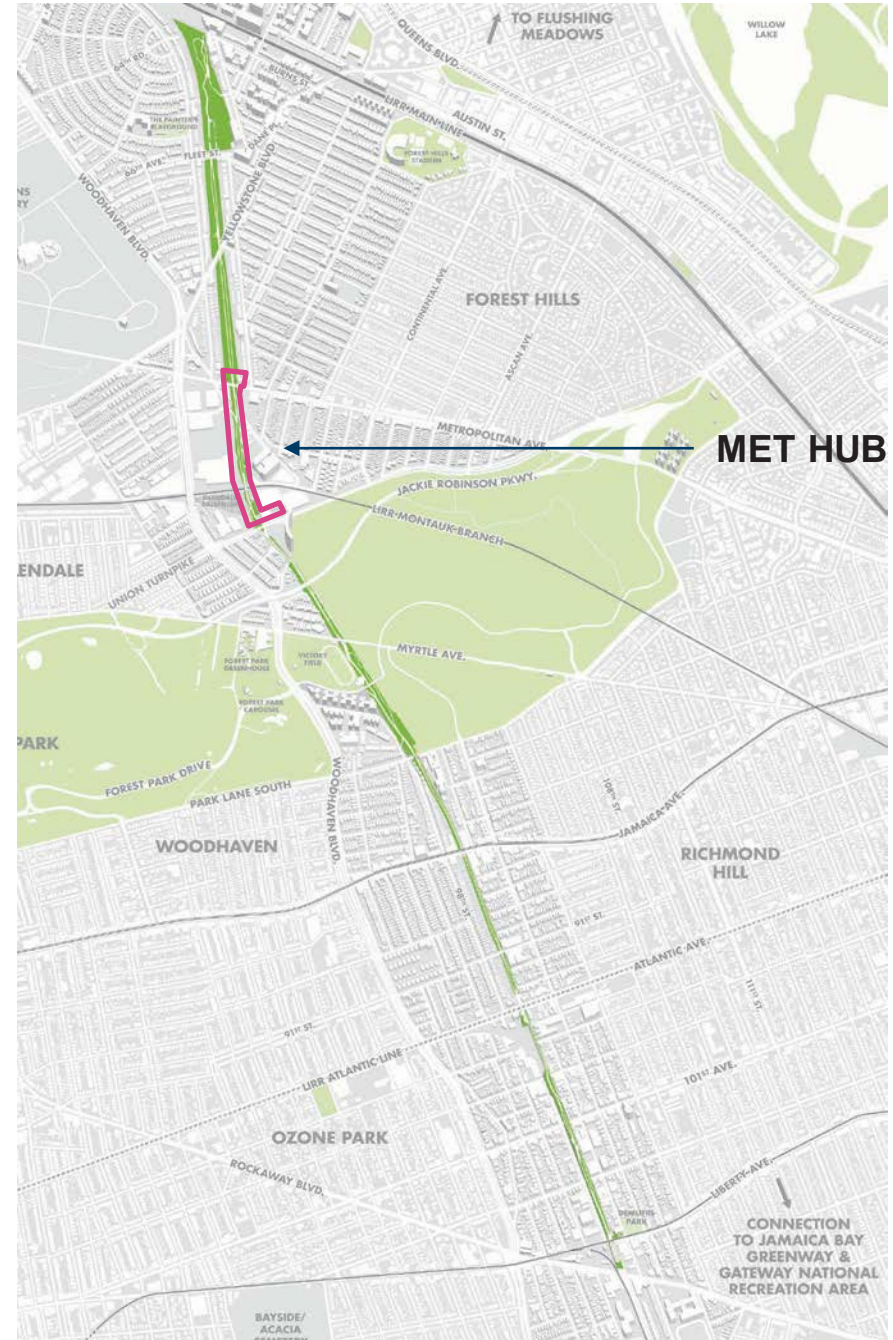 TO FLUSHING
MEADOWS
WILLOW
LAKE
QUEENS BLVD.
64TH RD.
BURNS ST.
LIRR MAIN LINE
AUSTIN ST.
THE PAINTER'S
PLAYGROUND
DANE PL.
FLEET ST.
66TH AVE.
FOREST HILLS
STADIUM
YELLOWSTONE BLVD.
WOODHAVEN BLVD.
NS
RY
FOREST HILLS
CONTINENTAL AVE.
ASCAN AVE.
METROPOLITAN AVE.
MET HUB
JACKIE ROBINSON PKWY.
LIRR MONTAUK BRANCH
ENDALE
UNION TURNPIKE
MYRTLE AVE.
FOREST PARK
GREENHOUSE
VICTORY
FIELD
FOREST PARK
CAROUSEL
PARK
FOREST PARK DRIVE
PARK LANE SOUTH
WOODHAVEN BLVD
108TH ST.
JAMAICA AVE.
WOODHAVEN
RICHMOND
HILL
98TH ST.
91ST ST.
ATLANTIC AVE.
111TH ST.
91ST ST.
LIRR ATLANTIC LINE
101ST AVE.
OZONE PARK
ROCKAWAY BLVD.
LIBERTY AVE.
PARK
CONNECTION
TO JAMAICA BAY
GREENWAY &
GATEWAY NATIONAL
RECREATION AREA
BAYSIDE/
ACACIA